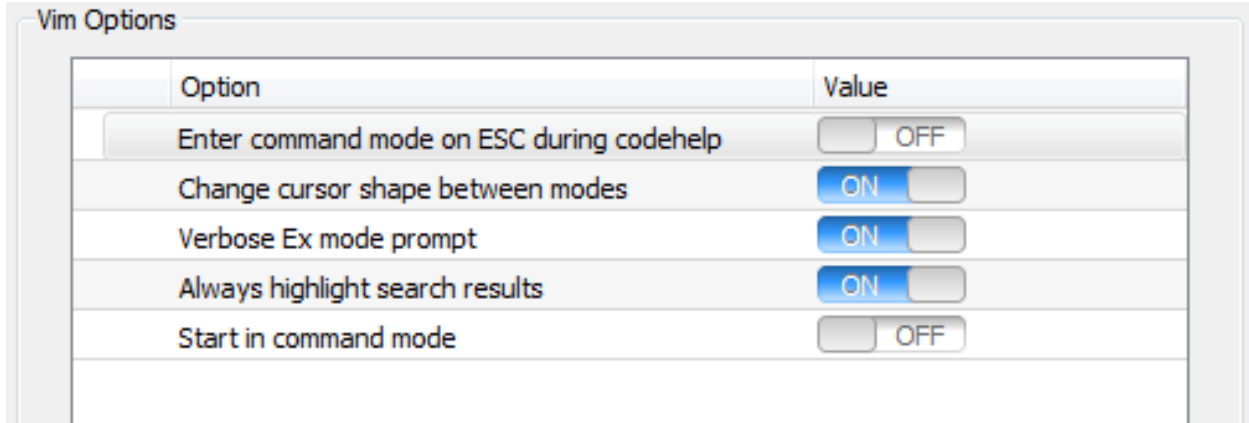 Vim Options
Option Value
Enter command mode on ESC during codehelp OFF
Change cursor shape between modes ON
Verbose Ex mode prompt ON
Always highlight search results ON
Start in command mode OFF